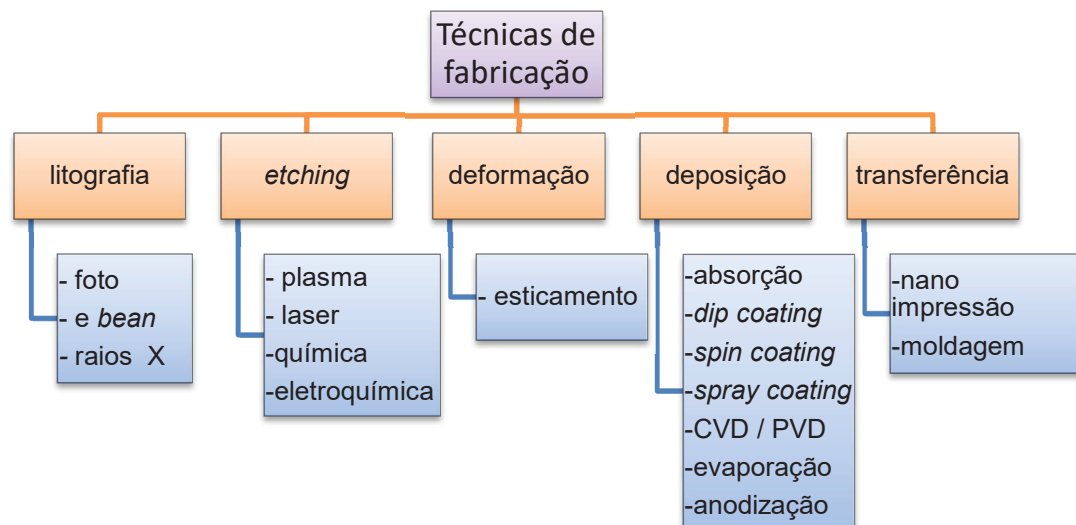 Técnicas de
fabricação
litografia
etching
deformação
deposição
transferência
- foto
- e bean
- raios X
- plasma
- laser
-química
-eletroquímica
- esticamento
-absorção
-dip coating
-spin coating
-spray coating
-CVD / PVD
-evaporação
-anodização
-nano
impressão
-moldagem